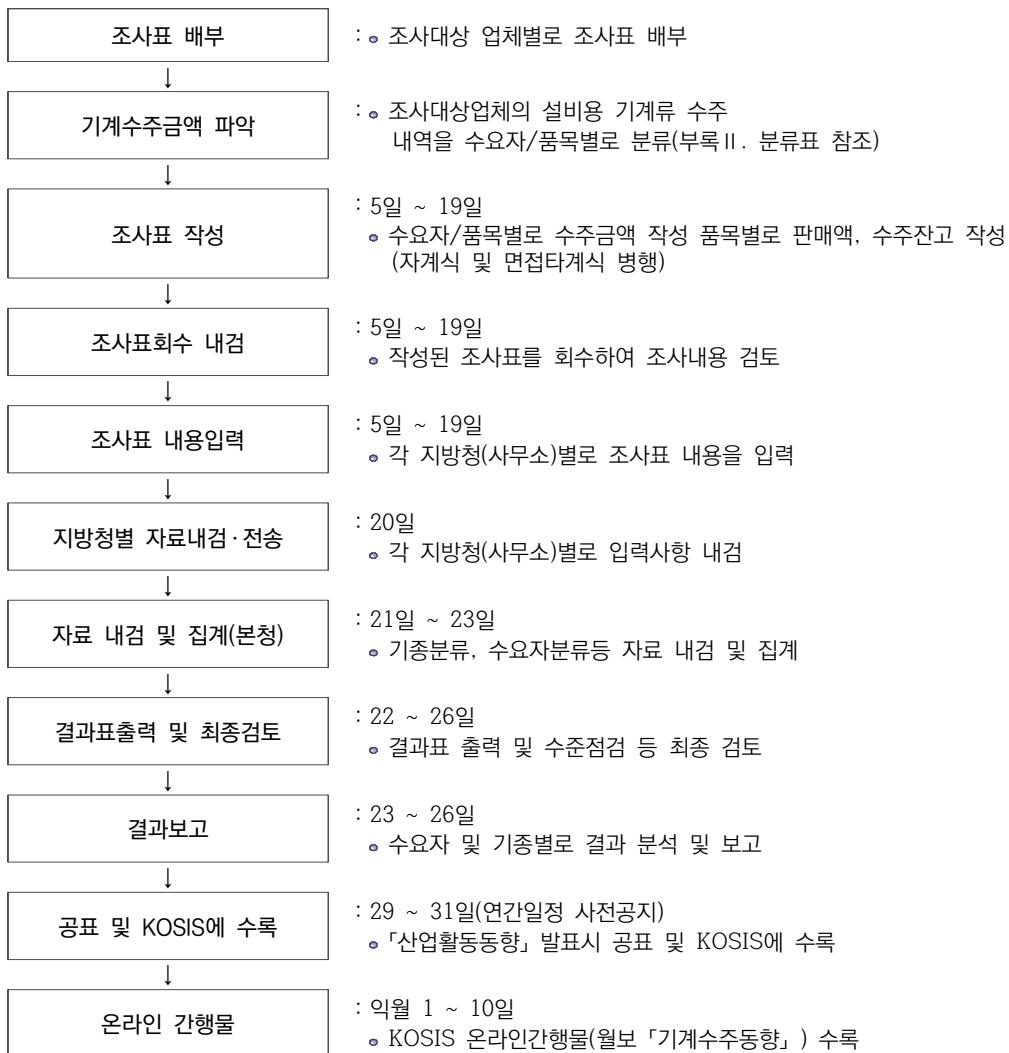 조사표 배부
: 조사대상 업체별로 조사표 배부
↓
기계수주금액 파악
: 조사대상업체의 설비용 기계류 수주
내역을 수요자/품목별로 분류(부록Ⅱ. 분류표 참조)
↓
조사표 작성
: 5일 ~ 19일
수요자/품목별로 수주금액 작성 품목별로 판매액, 수주잔고 작성
(자계식 및 면접타계식 병행)
↓
조사표회수 내검
: 5일 ~ 19일
작성된 조사표를 회수하여 조사내용 검토
↓
조사표 내용입력
: 5일 ~ 19일
각 지방청(사무소)별로 조사표 내용을 입력
↓
지방청별 자료내검·전송
: 20일
각 지방청(사무소)별로 입력사항 내검
↓
자료 내검 및 집계(본청)
: 21일 ~ 23일
기종분류, 수요자분류등 자료 내검 및 집계
↓
결과표출력 및 최종검토
: 22 ~ 26일
결과표 출력 및 수준점검 등 최종 검토
↓
결과보고
: 23 ~ 26일
수요자 및 기종별로 결과 분석 및 보고
↓
공표 및 KOSIS에 수록
: 29 ~ 31일(연간일정 사전공지)
「산업활동동향」 발표시 공표 및 KOSIS에 수록
↓
온라인 간행물
: 익월 1 ~ 10일
KOSIS 온라인간행물(월보 「기계수주동향」) 수록